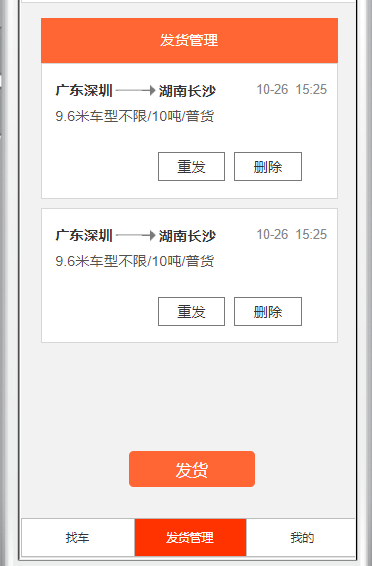 发货管理
广东深圳 湖南长沙 10-26 15:25
9.6米车型不限/10吨/普货
重发 删除
广东深圳 湖南长沙 10-26 15:25
9.6米车型不限/10吨/普货
重发 删除
发货
找车 发货管理 我的